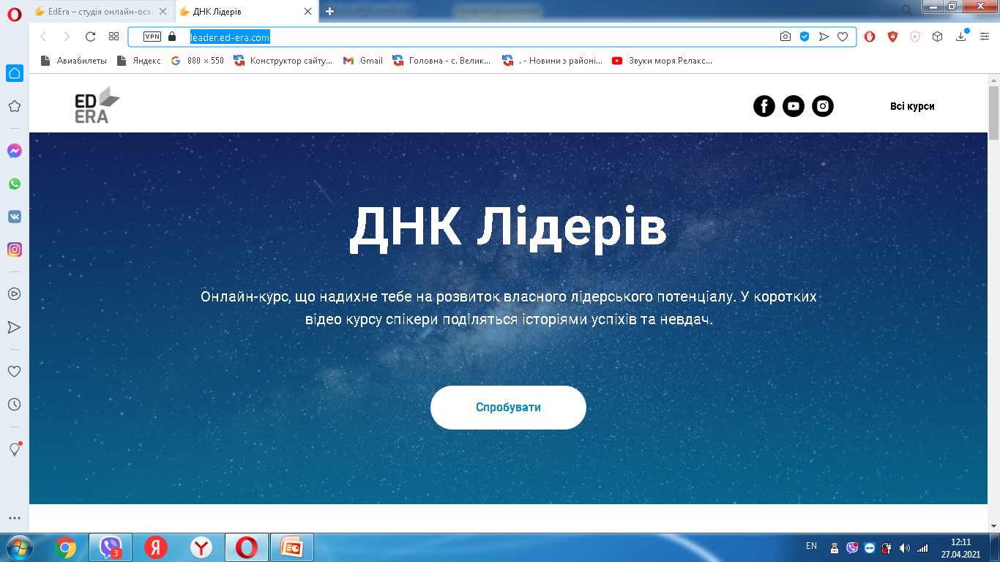 EdEra – студія онлайн-осв
ДНК Лідерів
VPN
leader.ed-era.com
Авиабилеты
Яндекс
880 × 550
Конструктор сайту...
Gmail
Головна - с. Велик...
. - Новини з районі...
Звуки моря Релакс...
ED
ERA
Всі курси
ДНК Лідерів
Онлайн-курс, що надихне тебе на розвиток власного лідерського потенціалу. У коротких
відео курсу спікери поділяться історіями успіхів та невдач.
Спробувати
3
EN
12:11
27.04.2021